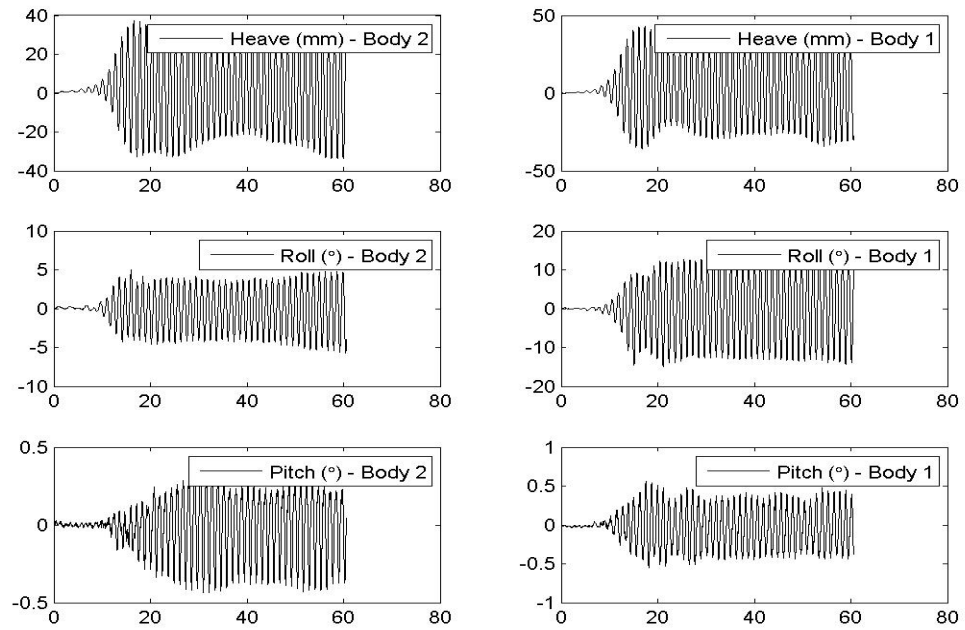 40
20
0
-20
-40
0 20 40 60 80
Heave (mm) - Body 2
50
0
-50
0 20 40 60 80
Heave (mm) - Body 1
10
5
0
-5
-10
0 20 40 60 80
Roll (°) - Body 2
20
10
0
-10
-20
0 20 40 60 80
Roll (°) - Body 1
0.5
0
-0.5
0 20 40 60 80
Pitch (°) - Body 2
1
0.5
0
-0.5
-1
0 20 40 60 80
Pitch (°) - Body 1